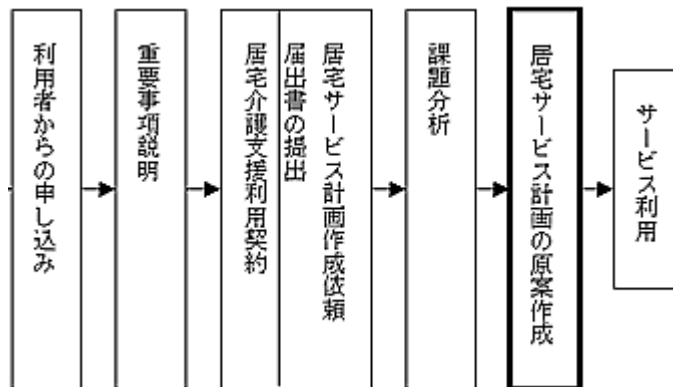 利用者からの申し込み
重要事項説明
居宅介護支援利用契約
居宅サービス計画作成依頼
届出書の提出
課題分析
居宅サービス計画の原案作成
サービス利用